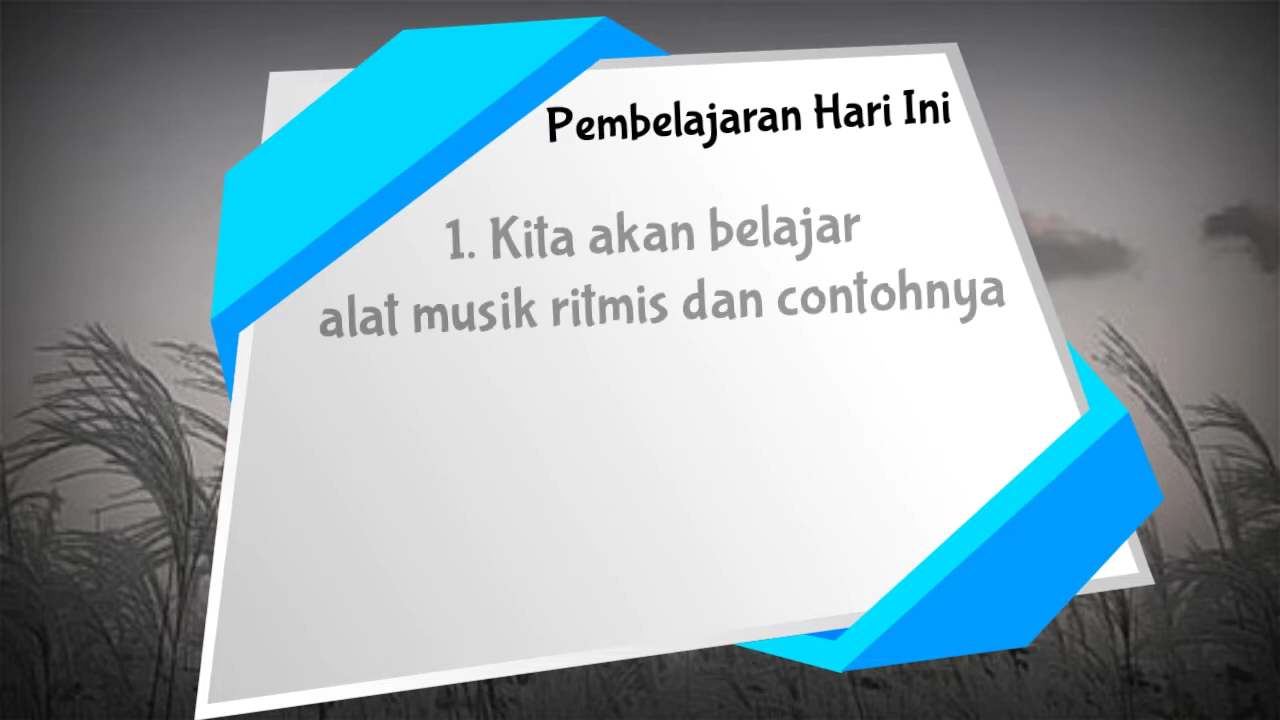 Pembelajaran Hari Ini
1. Kita akan belajar
alat musik ritmis dan contohnya